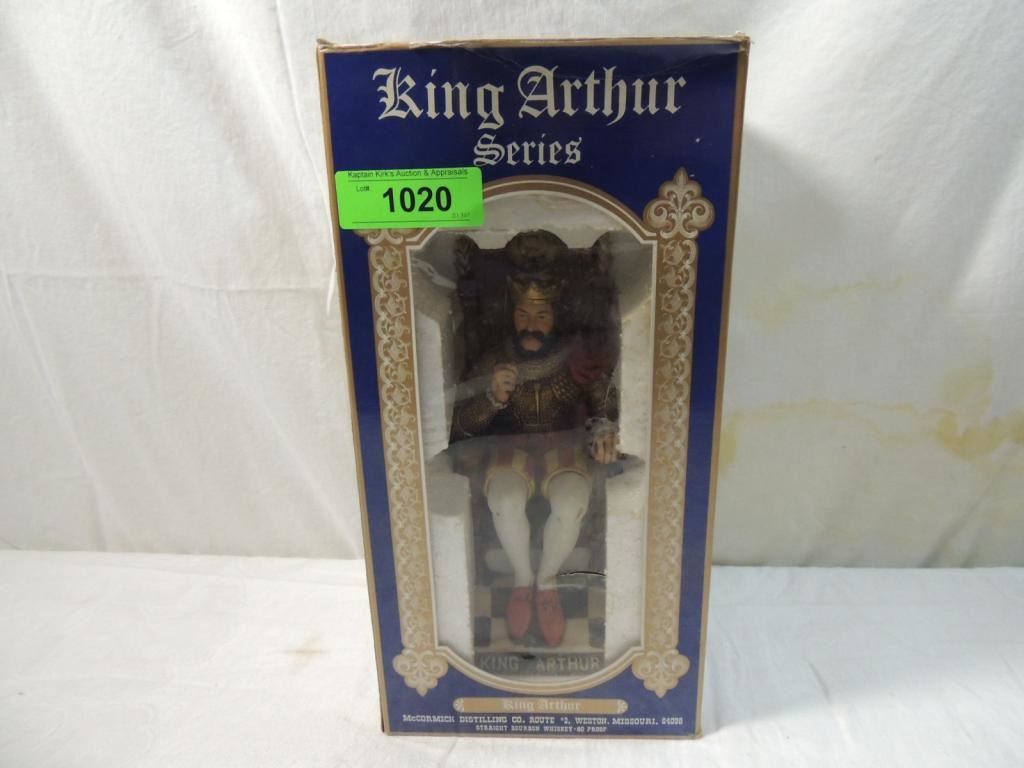 King Arthur
Series
Kaptain Kirk's Auction & Appraisals
Lot#:
1020
KING ARTHUR
King Arthur
McCORMICK DISTILLING CO. ROUTE #2, WESTON, MISSOURI, 64098
STRAIGHT BOURBON WHISKEY-80 PROOF